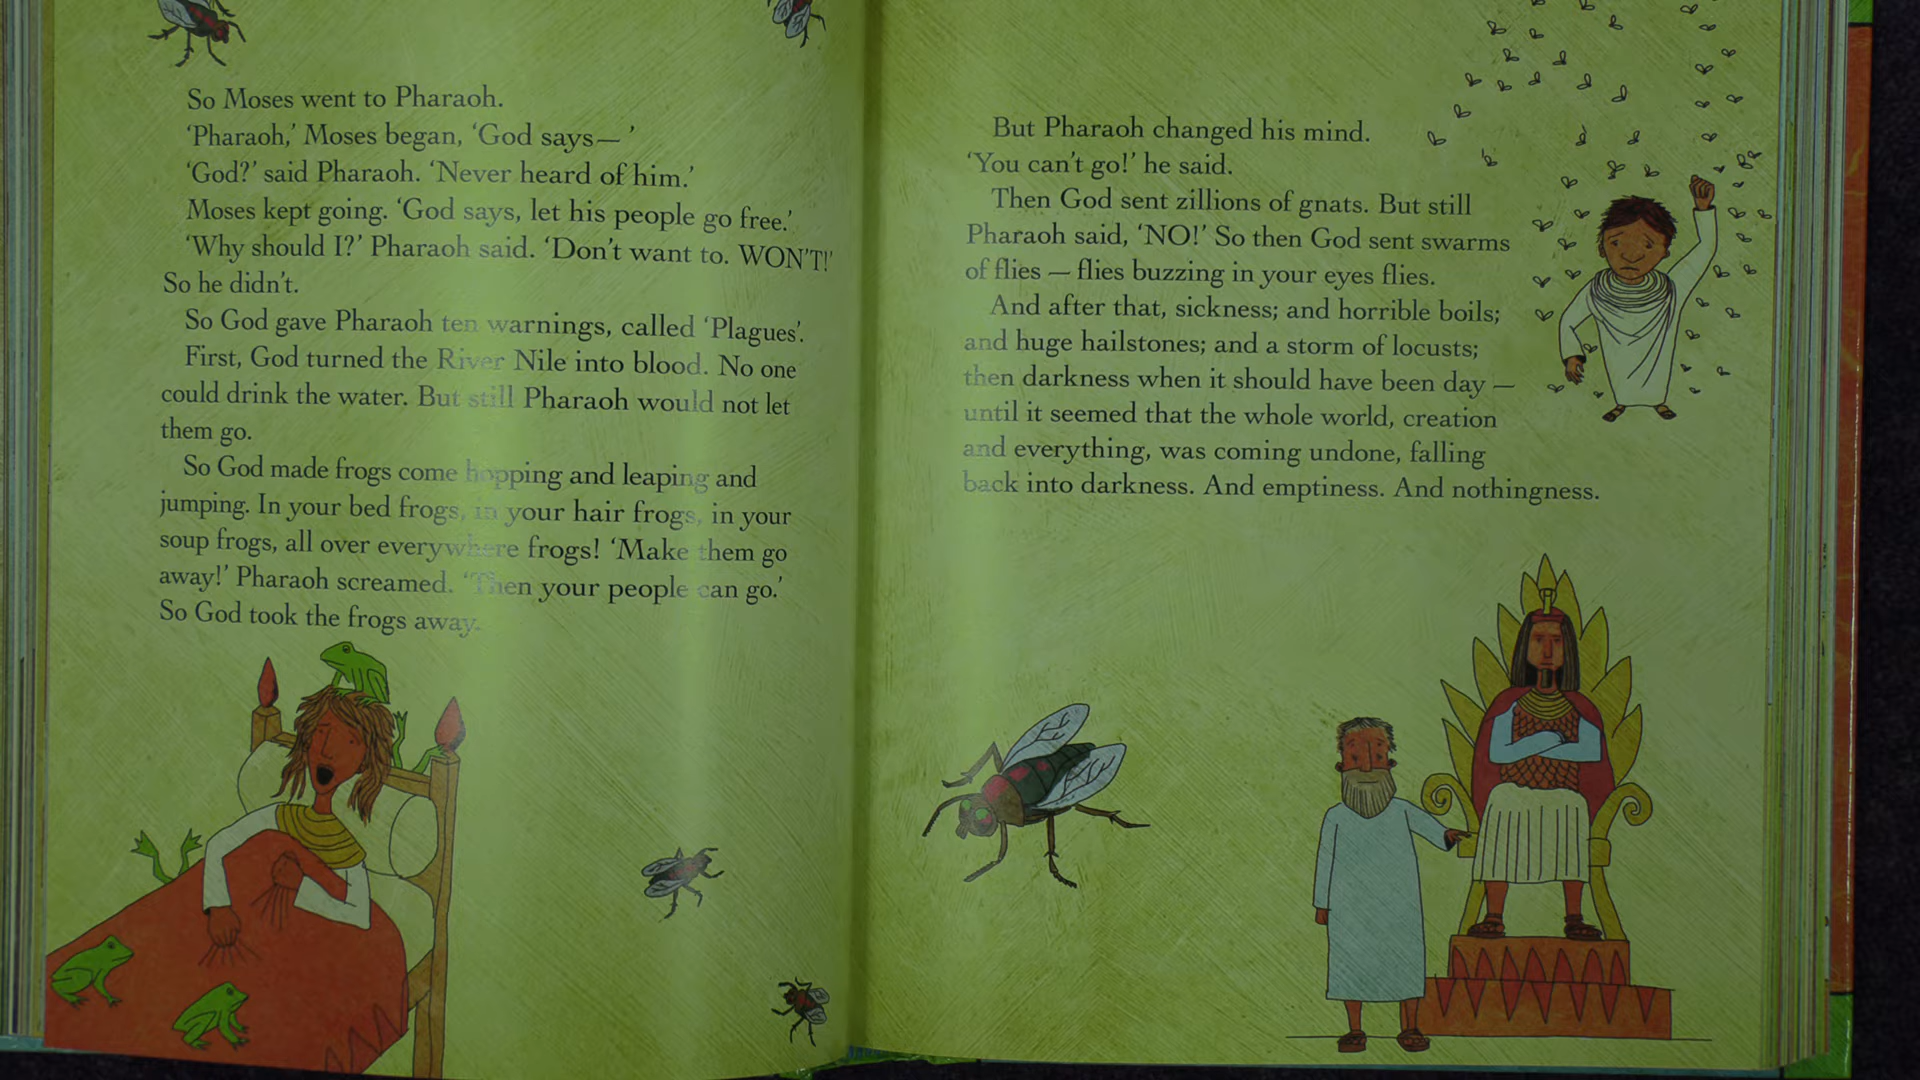 So Moses went to Pharaoh.
‘Pharaoh,’ Moses began, ‘God says— ’
‘God?’ said Pharaoh. ‘Never heard of him.’
Moses kept going. ‘God says, let his people go free.’
‘Why should I?’ Pharaoh said. ‘Don’t want to. WON’T!’
So he didn’t.
So God gave Pharaoh ten warnings, called ‘Plagues’.
First, God turned the River Nile into blood. No one
could drink the water. But still Pharaoh would not let
them go.
So God made frogs come hopping and leaping and
jumping. In your bed frogs, in your hair frogs, in your
soup frogs, all over everywhere frogs! ‘Make them go
away!’ Pharaoh screamed. ‘Then your people can go.’
So God took the frogs away.
But Pharaoh changed his mind.
‘You can’t go!’ he said.
Then God sent zillions of gnats. But still
Pharaoh said, ‘NO!’ So then God sent swarms
of flies — flies buzzing in your eyes flies.
And after that, sickness; and horrible boils;
and huge hailstones; and a storm of locusts;
then darkness when it should have been day —
until it seemed that the whole world, creation
and everything, was coming undone, falling
back into darkness. And emptiness. And nothingness.